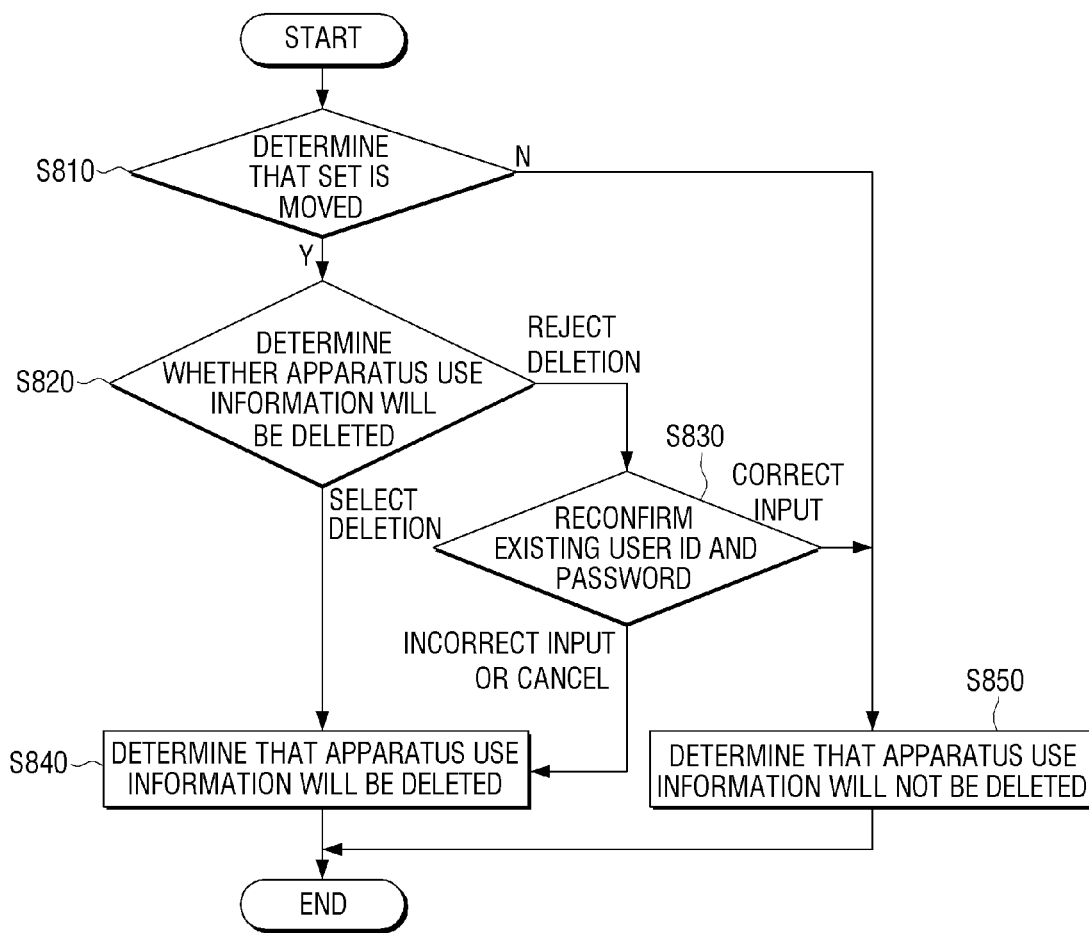 START
S810
DETERMINE
THAT SET IS
MOVED
N
Y
S820
DETERMINE
WHETHER APPARATUS USE
INFORMATION WILL
BE DELETED
REJECT
DELETION
SELECT
DELETION
S830
RECONFIRM
EXISTING USER ID AND
PASSWORD
CORRECT
INPUT
INCORRECT INPUT
OR CANCEL
S840
DETERMINE THAT APPARATUS USE
INFORMATION WILL BE DELETED
S850
DETERMINE THAT APPARATUS USE
INFORMATION WILL NOT BE DELETED
END